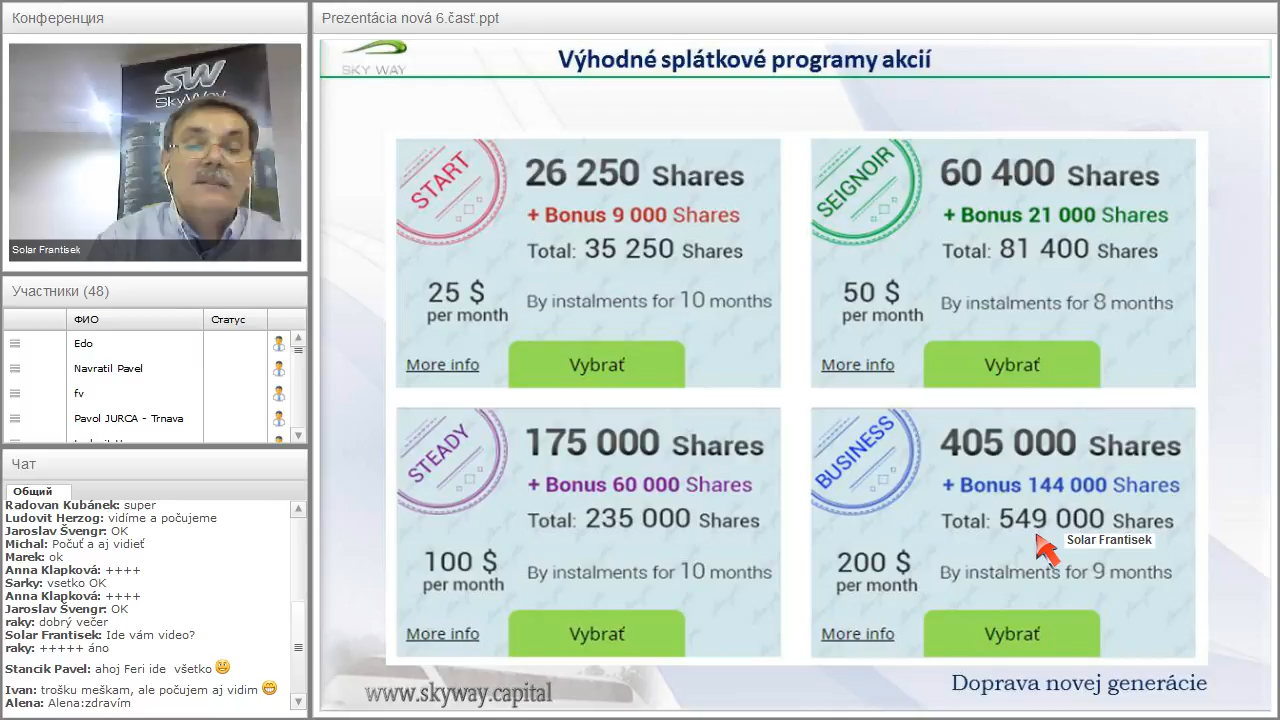 Конференция
SW
SkyWay
Solar Frantisek
Участники (48)
ФИО Статус
Edo
Navratil Pavel
fv
Pavol JURCA - Trnava
Чат
Общий
Radovan Kubánek: super
Ludovit Herzog: vidíme a počujeme
Jaroslav Švengr: OK
Michal: Počuť a aj vidieť
Marek: ok
Anna Klapková: ++++
Sarky: vsetko OK
Anna Klapková: ++++
Jaroslav Švengr: OK
raky: dobrý večer
Solar Frantisek: Ide vám video?
raky: +++++ áno
Stancik Pavel: ahoj Feri ide všetko
Ivan: trošku meškam, ale počujem aj vidim
Alena: Alena:zdravím
Prezentácia nová 6.časť.ppt
SKY WAY
Výhodné splátkové programy akcií
START
26 250 Shares
+ Bonus 9 000 Shares
Total: 35 250 Shares
25 $
per month
By instalments for 10 months
More info
Vybrať
SEIGNOIR
60 400 Shares
+ Bonus 21 000 Shares
Total: 81 400 Shares
50 $
per month
By instalments for 8 months
More info
Vybrať
STEADY
175 000 Shares
+ Bonus 60 000 Shares
Total: 235 000 Shares
100 $
per month
By instalments for 10 months
More info
Vybrať
BUSINESS
405 000 Shares
+ Bonus 144 000 Shares
Total: 549 000 Shares
Solar Frantisek
200 $
per month
By instalments for 9 months
More info
Vybrať
www.skyway.capital
Doprava novej generácie